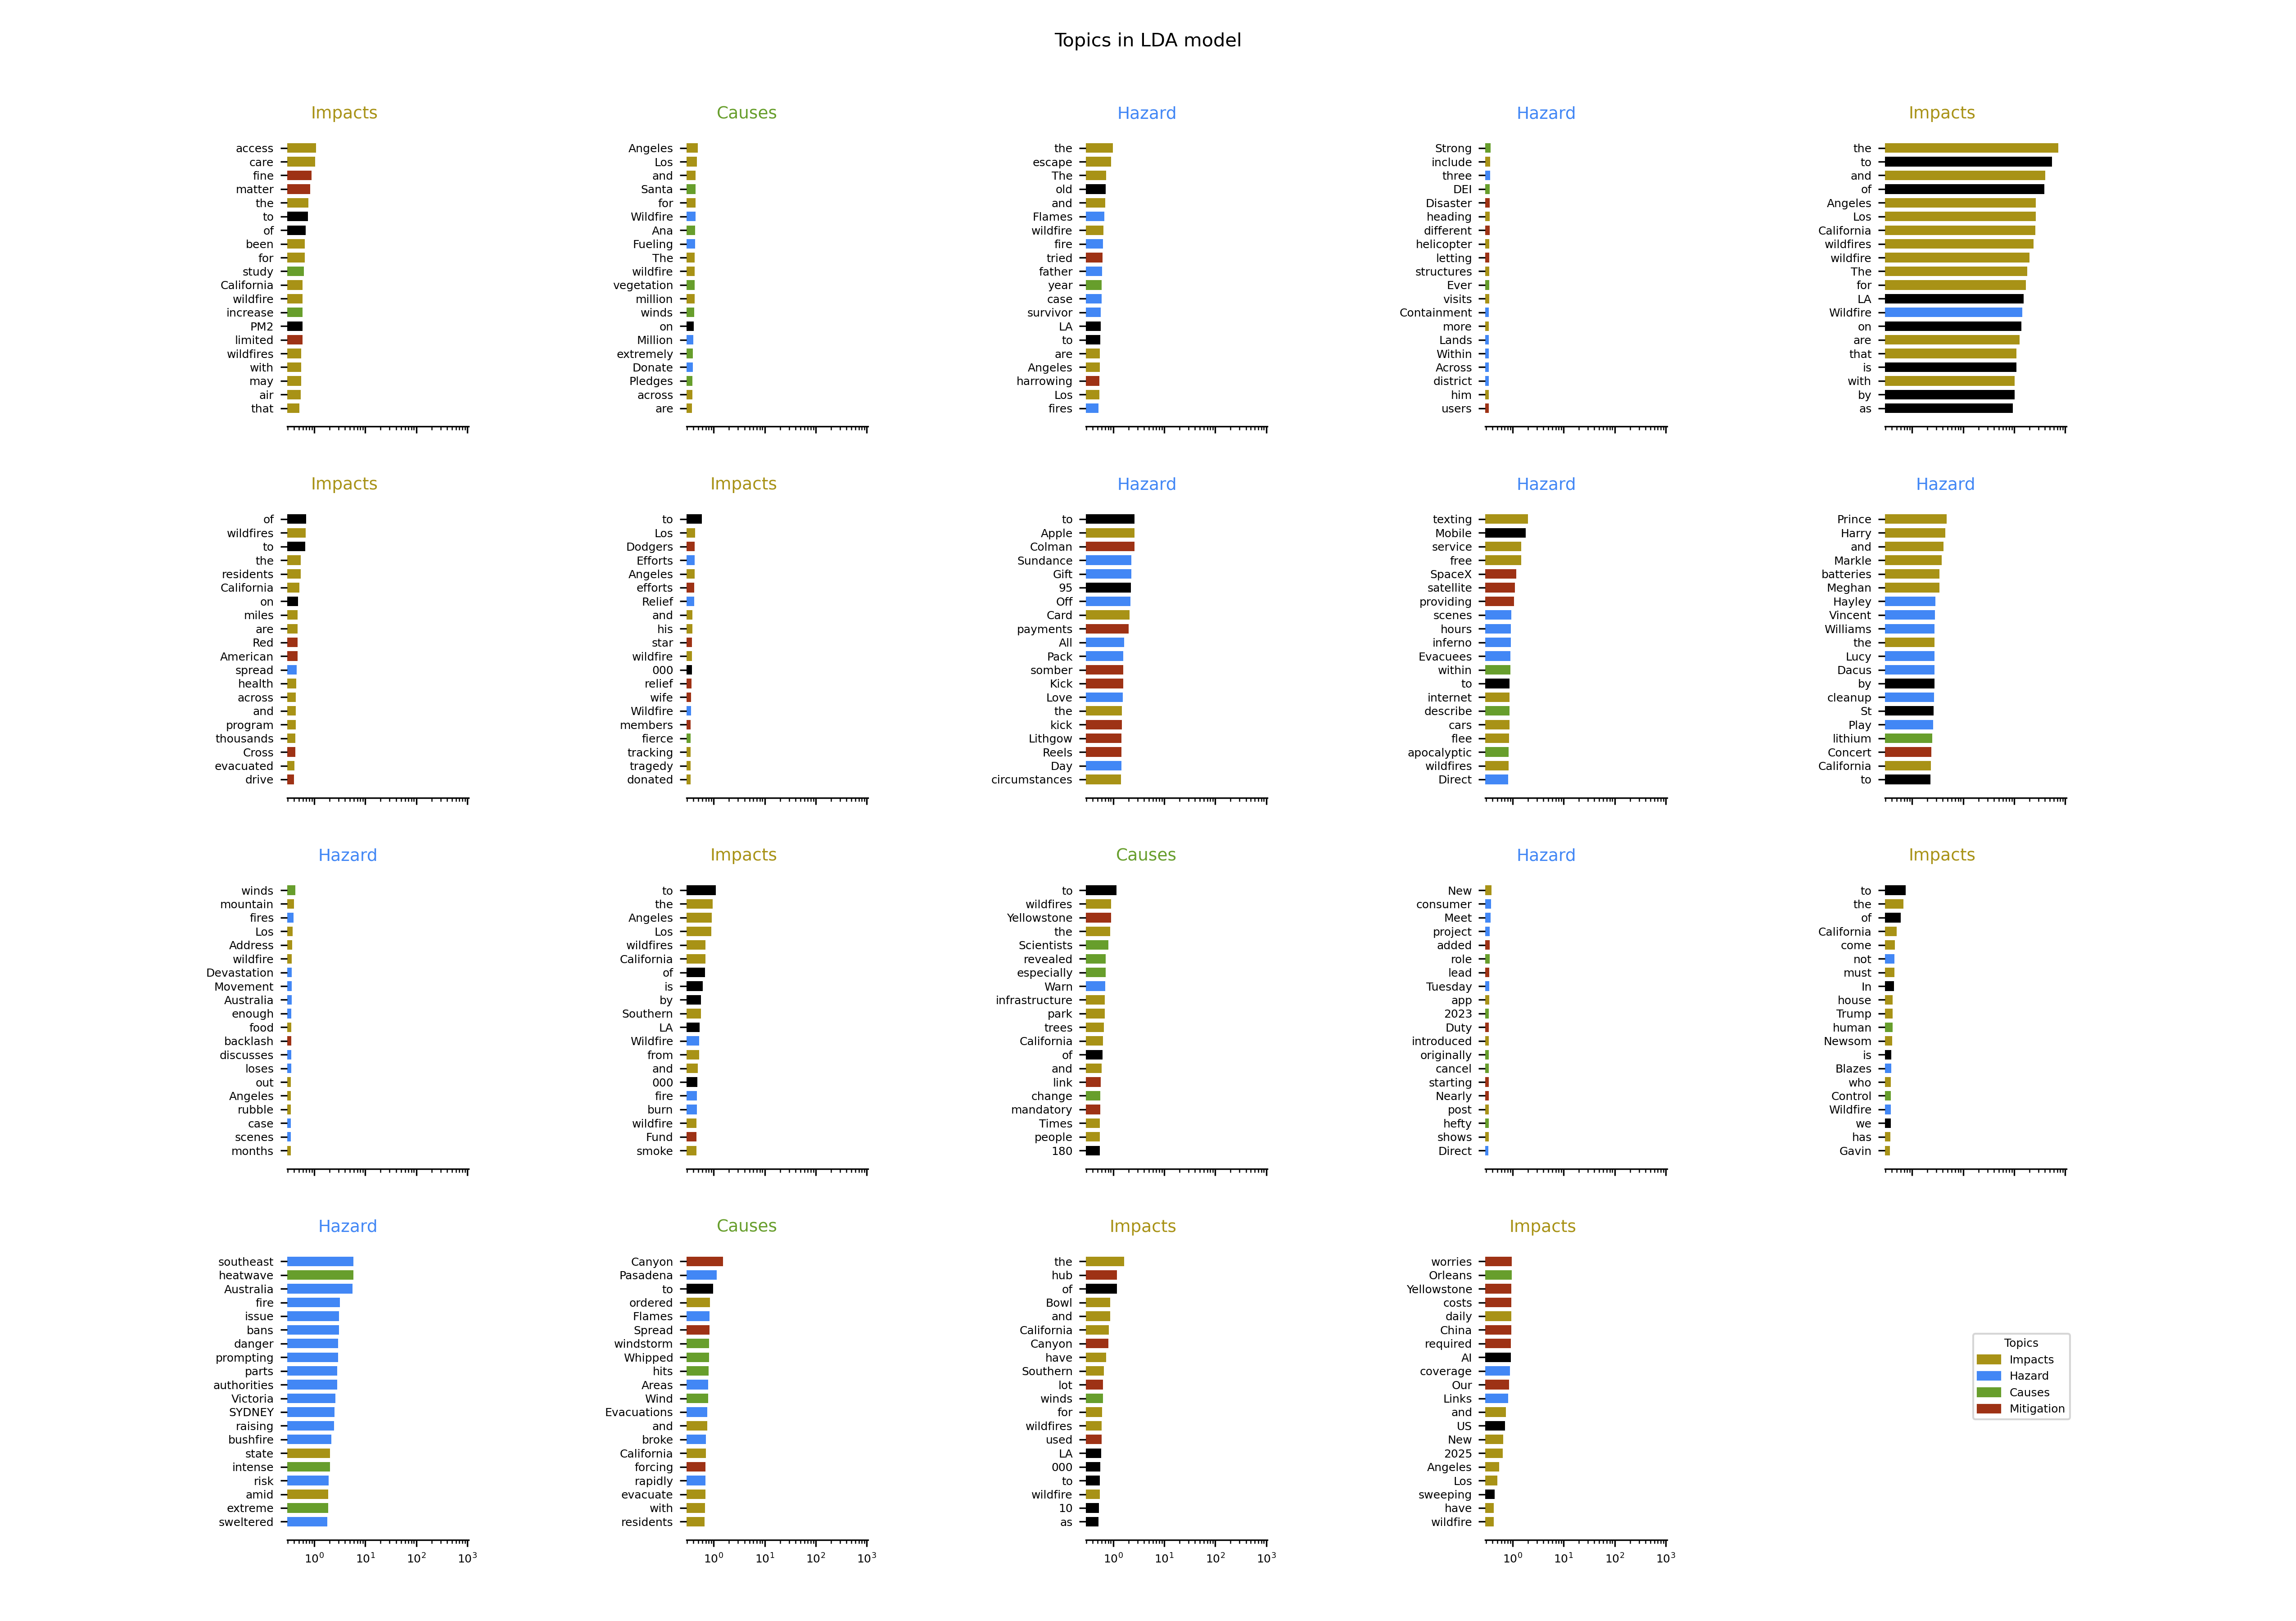 Topics in LDA model
Impacts
access
care
fine
matter
the
to
of
been
for
study
California
wildfire
increase
PM2
limited
wildfires
with
may
air
that
Causes
Angeles
Los
and
Santa
for
Wildfire
Ana
Fueling
The
wildfire
vegetation
million
winds
on
Million
extremely
Donate
Pledges
across
are
Hazard
the
escape
The
old
and
Flames
wildfire
fire
tried
father
year
case
survivor
LA
to
are
Angeles
harrowing
Los
fires
Hazard
Strong
include
three
DEI
Disaster
heading
different
helicopter
letting
structures
Ever
visits
Containment
more
Lands
Within
Across
district
him
users
Impacts
the
to
and
of
Angeles
Los
California
wildfires
wildfire
The
for
LA
Wildfire
on
are
that
is
with
by
as
Impacts
of
wildfires
to
the
residents
California
on
miles
are
Red
American
spread
health
across
and
program
thousands
Cross
evacuated
drive
Impacts
to
Los
Dodgers
Efforts
Angeles
efforts
Relief
and
his
star
wildfire
000
relief
wife
Wildfire
members
fierce
tracking
tragedy
donated
Hazard
to
Apple
Colman
Sundance
Gift
95
Off
Card
payments
All
Pack
somber
Kick
Love
the
kick
Lithgow
Reels
Day
circumstances
Hazard
texting
Mobile
service
free
SpaceX
satellite
providing
scenes
hours
inferno
Evacuees
within
to
internet
describe
cars
flee
apocalyptic
wildfires
Direct
Hazard
Prince
Harry
and
Markle
batteries
Meghan
Hayley
Vincent
Williams
the
Lucy
Dacus
by
cleanup
St
Play
lithium
Concert
California
to
Hazard
winds
mountain
fires
Los
Address
wildfire
Devastation
Movement
Australia
enough
food
backlash
discusses
loses
out
Angeles
rubble
case
scenes
months
Impacts
to
the
Angeles
Los
wildfires
California
of
is
by
Southern
LA
Wildfire
from
and
000
fire
burn
wildfire
Fund
smoke
Causes
to
wildfires
Yellowstone
the
Scientists
revealed
especially
Warn
infrastructure
park
trees
California
of
and
link
change
mandatory
Times
people
180
Hazard
New
consumer
Meet
project
added
role
lead
Tuesday
app
2023
Duty
introduced
originally
cancel
starting
Nearly
post
hefty
shows
Direct
Impacts
to
the
of
California
come
not
must
In
house
Trump
human
Newsom
is
Blazes
who
Control
Wildfire
we
has
Gavin
Hazard
southeast
heatwave
Australia
fire
issue
bans
danger
prompting
parts
authorities
Victoria
SYDNEY
raising
bushfire
state
intense
risk
amid
extreme
sweltered
10⁰ 10¹ 10² 10³
Causes
Canyon
Pasadena
to
ordered
Flames
Spread
windstorm
Whipped
hits
Areas
Wind
Evacuations
and
broke
California
forcing
rapidly
evacuate
with
residents
10⁰ 10¹ 10² 10³
Impacts
the
hub
of
Bowl
and
California
Canyon
have
Southern
lot
winds
for
wildfires
used
LA
000
to
wildfire
10
as
10⁰ 10¹ 10² 10³
Impacts
worries
Orleans
Yellowstone
costs
daily
China
required
AI
coverage
Our
Links
and
US
New
2025
Angeles
Los
sweeping
have
wildfire
10⁰ 10¹ 10² 10³
Topics
Impacts
Hazard
Causes
Mitigation